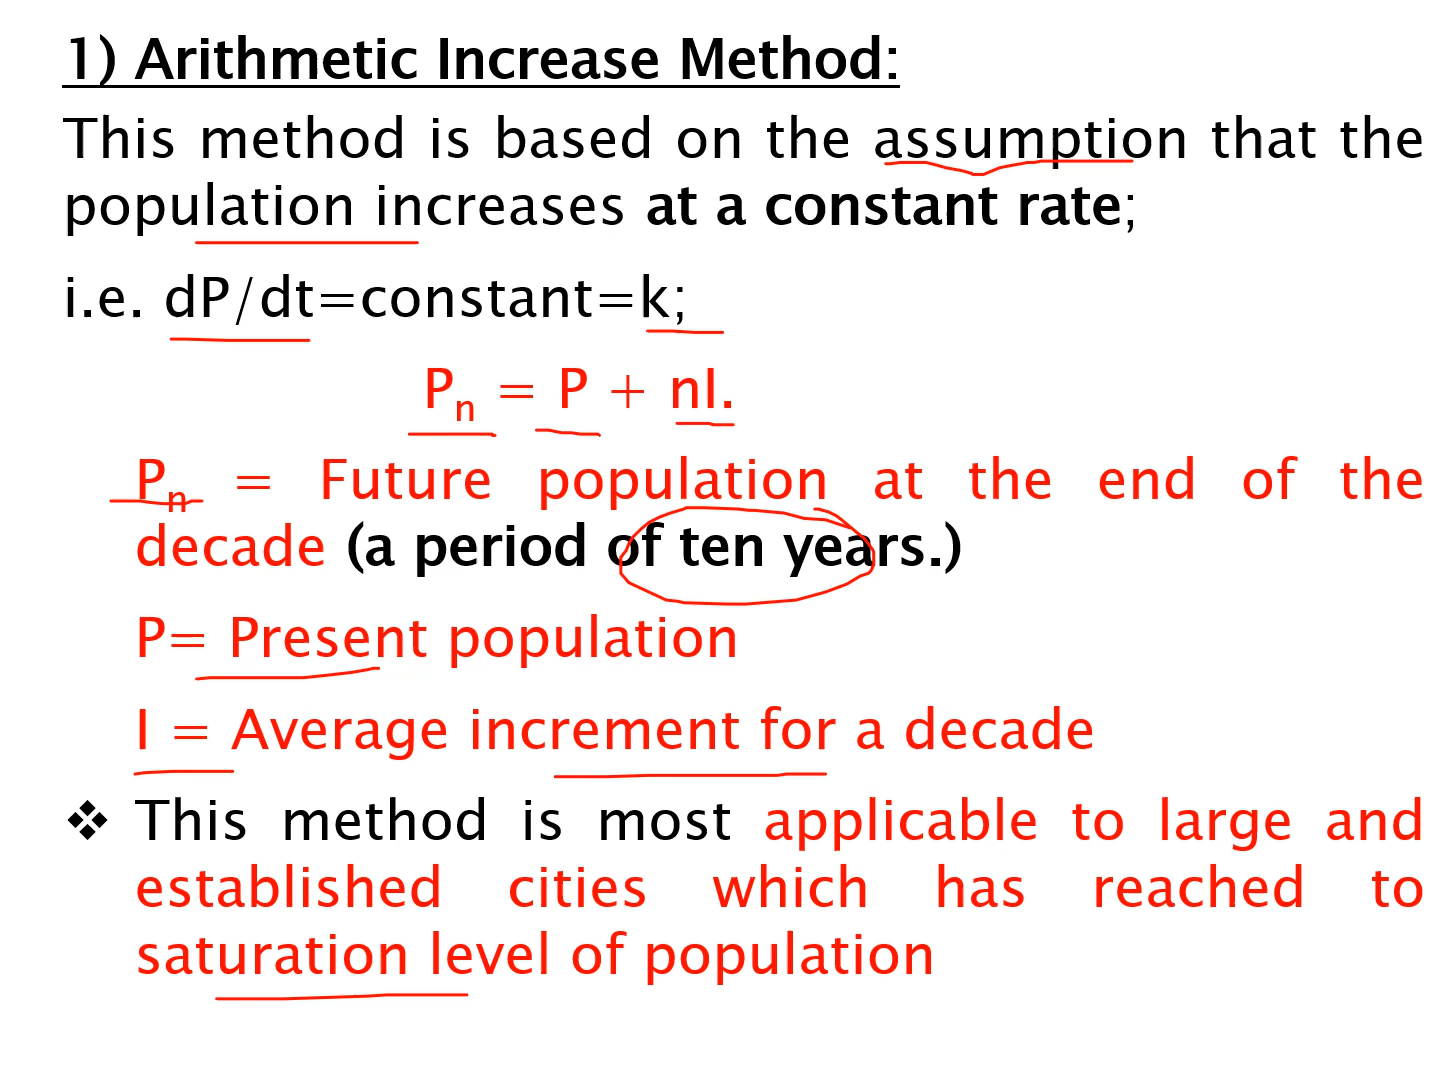 1) Arithmetic Increase Method:
This method is based on the assumption that the
population increases at a constant rate;
i.e. dP/dt=constant=k;
Pn = P + nI.
Pn = Future population at the end of the
decade (a period of ten years.)
P= Present population
I = Average increment for a decade
❖ This method is most applicable to large and
established cities which has reached to
saturation level of population